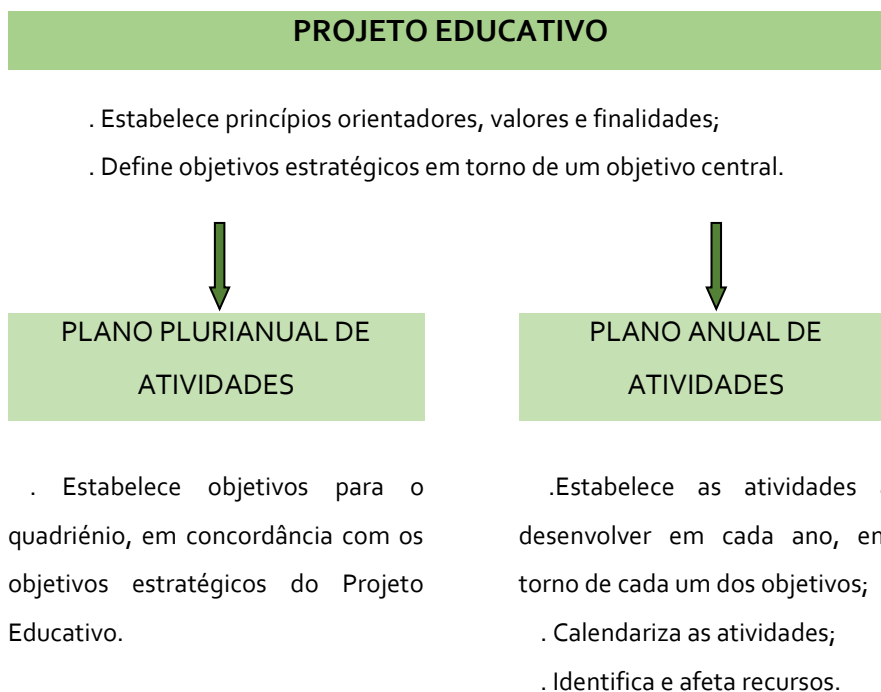 PROJETO EDUCATIVO
. Estabelece princípios orientadores, valores e finalidades;
. Define objetivos estratégicos em torno de um objetivo central.
PLANO PLURIANUAL DE
ATIVIDADES
. Estabelece objetivos para o
quadriénio, em concordância com os
objetivos estratégicos do Projeto
Educativo.
PLANO ANUAL DE
ATIVIDADES
.Estabelece as atividades
desenvolver em cada ano,
torno de cada um dos objetivos;
. Calendariza as atividades;
. Identifica e afeta recursos.